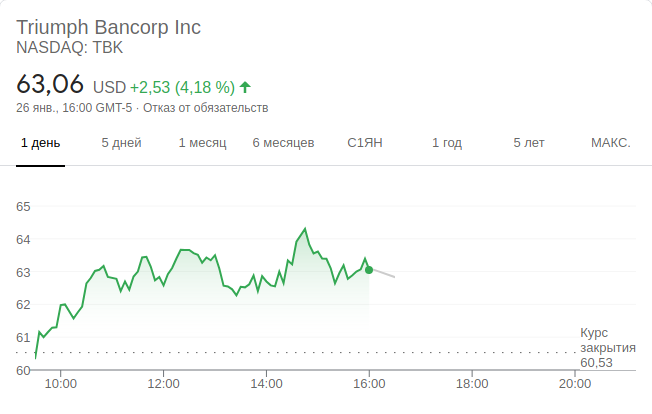 Triumph Bancorp Inc
NASDAQ: TBK
63,06 USD +2,53 (4,18 %)
26 янв., 16:00 GMT-5 · Отказ от обязательств
1 день 5 дней 1 месяц 6 месяцев С1ЯН 1 год 5 лет МАКС.
65
64
63
62
61
60
Курс
закрытия
60,53
10:00 12:00 14:00 16:00 18:00 20:00